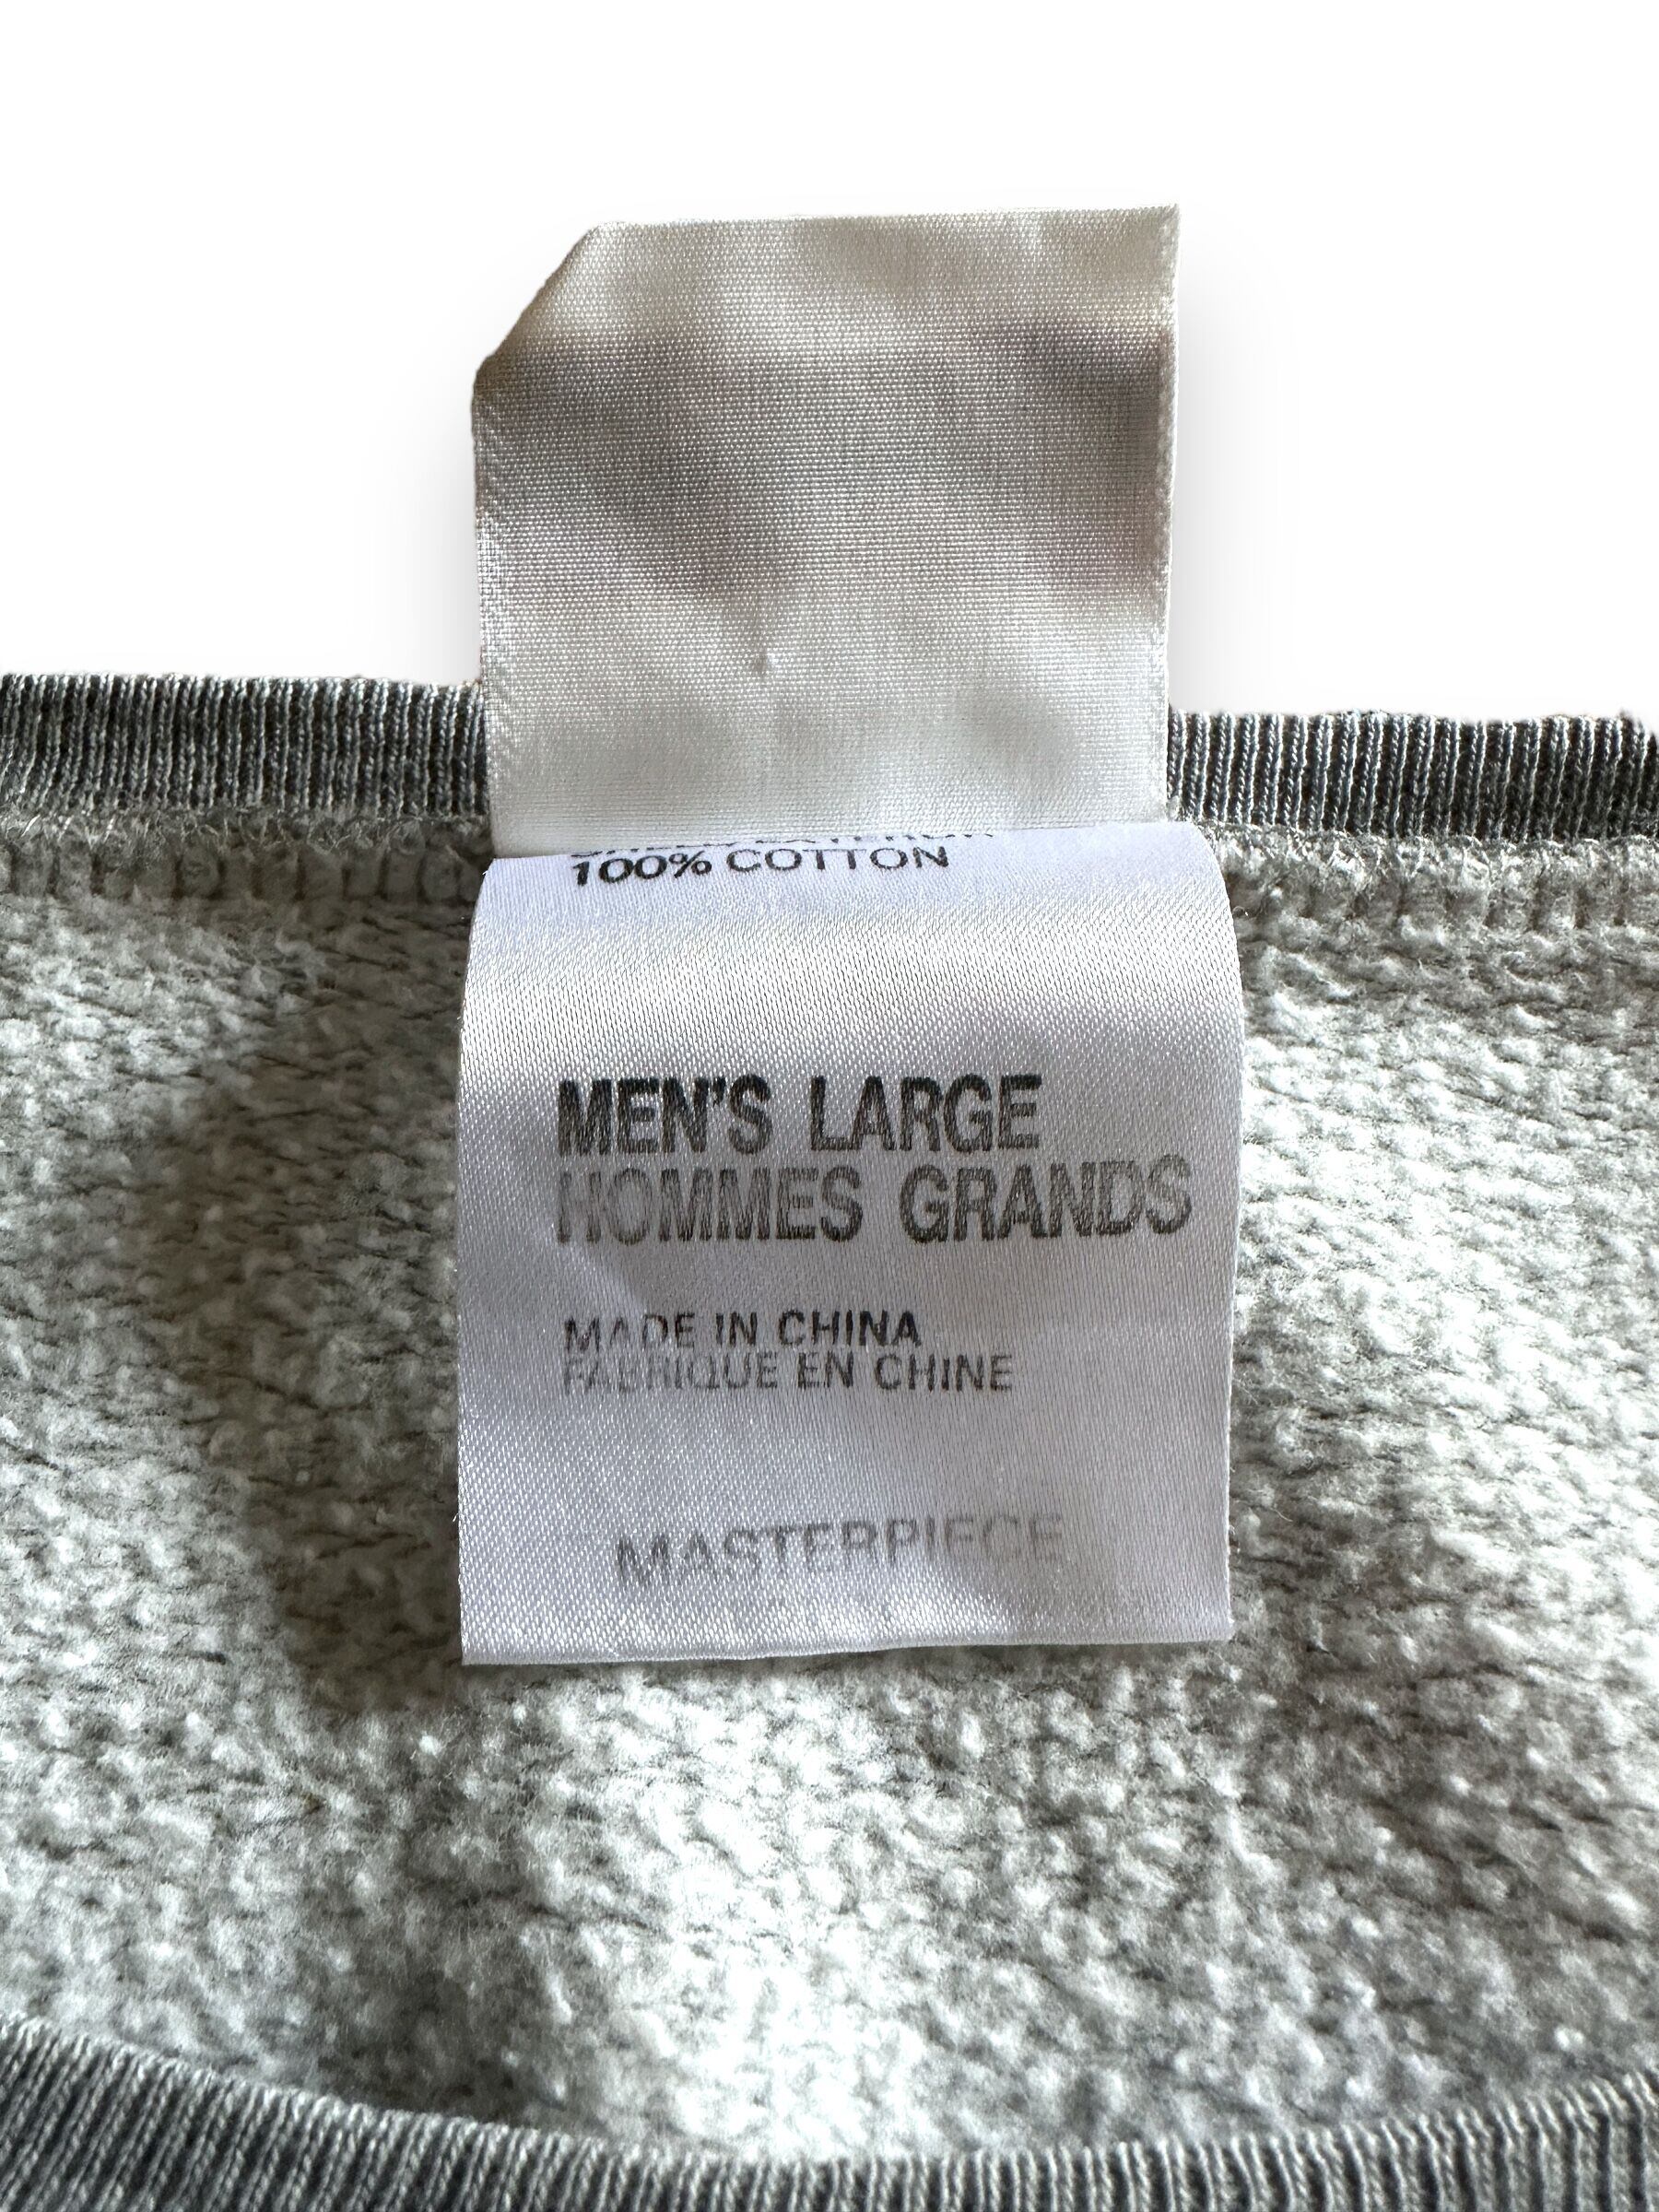 100% COTTON
MEN'S LARGE
HOMMES GRANDS
MADE IN CHINA
FABRIQUE EN CHINE
MASTERPIECE